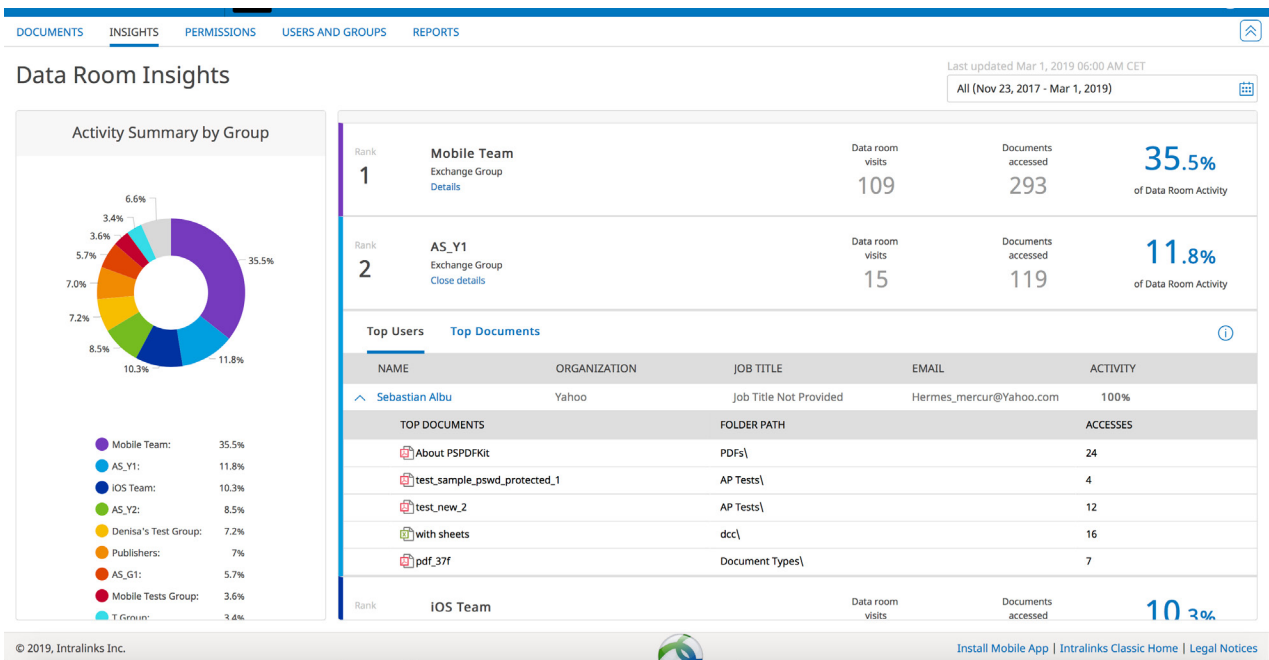 DOCUMENTS INSIGHTS PERMISSIONS USERS AND GROUPS REPORTS
Data Room Insights
Last updated Mar 1, 2019 06:00 AM CET
All (Nov 23, 2017 - Mar 1, 2019)
Activity Summary by Group
6.6%
3.4%
3.6%
5.7%
7.0%
7.2%
8.5%
10.3%
11.8%
35.5%
Mobile Team: 35.5%
AS_Y1: 11.8%
iOS Team: 10.3%
AS_Y2: 8.5%
Denisa's Test Group: 7.2%
Publishers: 7%
AS_G1: 5.7%
Mobile Tests Group: 3.6%
T Group: 3.4%
Rank
1
Mobile Team
Exchange Group
Details
Data room
visits
109
Documents
accessed
293
35.5%
of Data Room Activity
Rank
2
AS_Y1
Exchange Group
Close details
Data room
visits
15
Documents
accessed
119
11.8%
of Data Room Activity
Top Users Top Documents
NAME ORGANIZATION JOB TITLE EMAIL ACTIVITY
Sebastian Albu Yahoo Job Title Not Provided Hermes_mercur@Yahoo.com 100%
TOP DOCUMENTS FOLDER PATH ACCESSES
About PSPDFKit PDFs\ 24
test_sample_pswd_protected_1 AP Tests\ 4
test_new_2 AP Tests\ 12
with sheets dcc\ 16
pdf_37f Document Types\ 7
Rank
iOS Team
Data room
visits
Documents
accessed
10.3%
© 2019, Intralinks Inc.
Install Mobile App | Intralinks Classic Home | Legal Notices